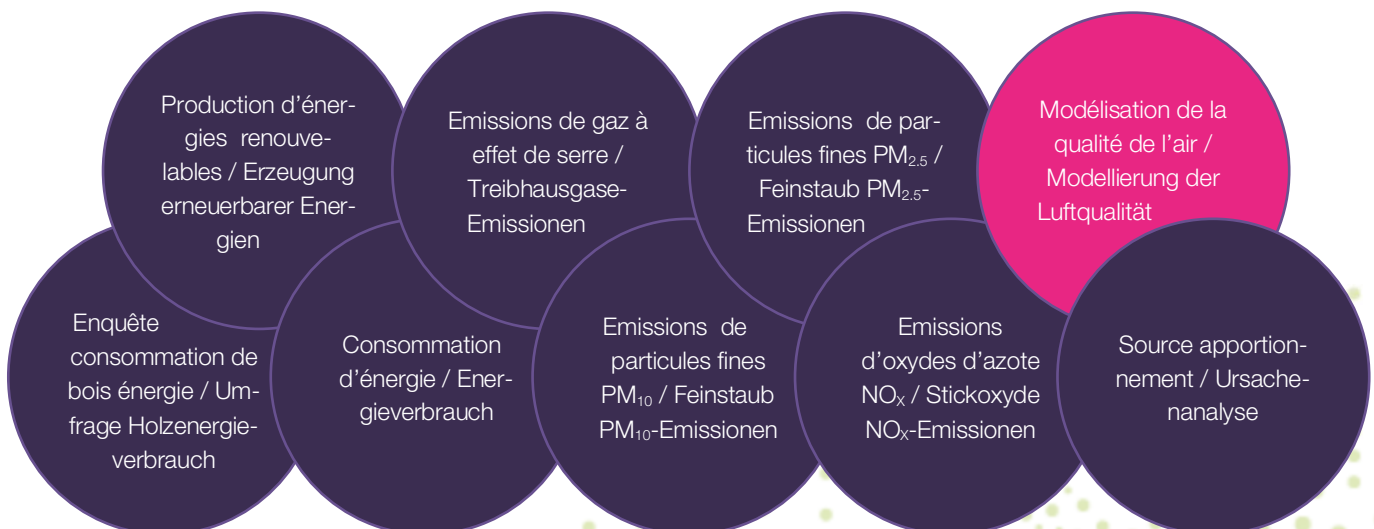 Production d’éner-
gies renouve-
lables / Erzeugung
erneuerbarer Ener-
gien
Emissions de gaz à
effet de serre /
Treibhausgase-
Emissionen
Emissions de par-
ticules fines PM₂.₅ /
Feinstaub PM₂.₅-
Emissionen
Modélisation de la
qualité de l’air /
Modellierung der
Luftqualität
Enquête
consommation de
bois énergie / Um-
frage Holzenergie-
verbrauch
Consommation
d’énergie / Ener-
gieverbrauch
Emissions de
particules fines
PM₁₀ / Feinstaub
PM₁₀-Emissionen
Emissions
d’oxydes d’azote
NOₓ / Stickoxyde
NOₓ-Emissionen
Source apportion-
nement / Ursache-
nanalyse